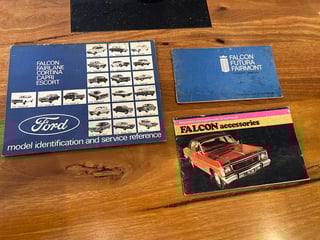 FALCON
FAIRLANE
CORTINA
CAPRI
ESCORT
Ford
model identification and service reference
FALCON
FUTURA
FAIRMONT
FALCON accessories